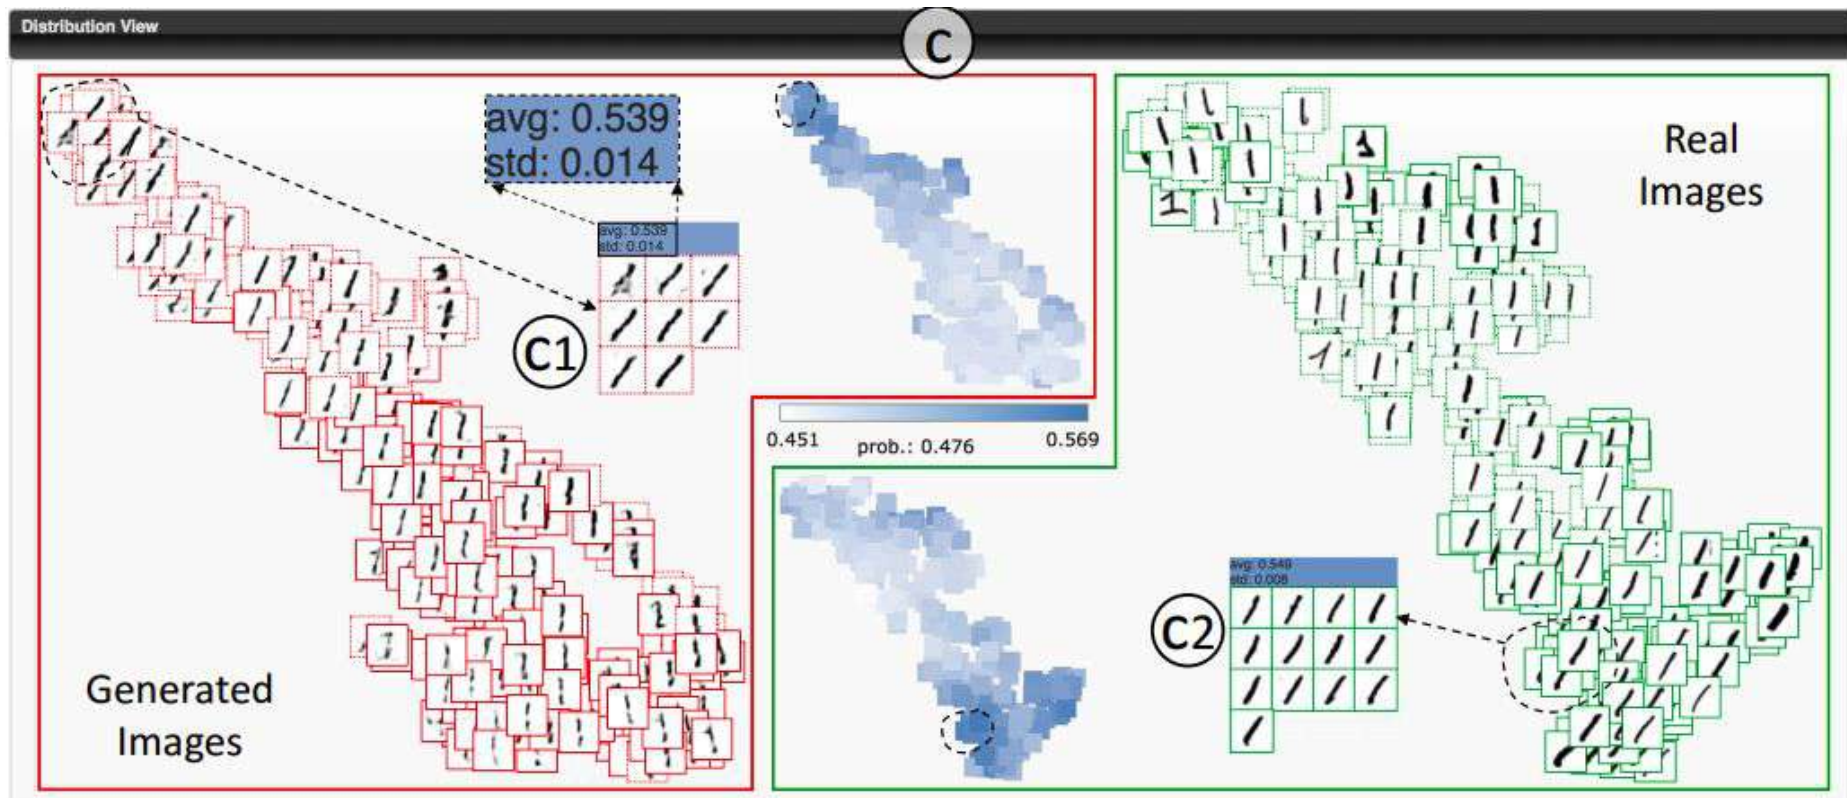 Distribution View
C
avg: 0.539
std: 0.014
avg: 0.539
std: 0.014
C1
Generated
Images
0.451
prob.: 0.476
0.569
Real
Images
avg: 0.549
std: 0.008
C2